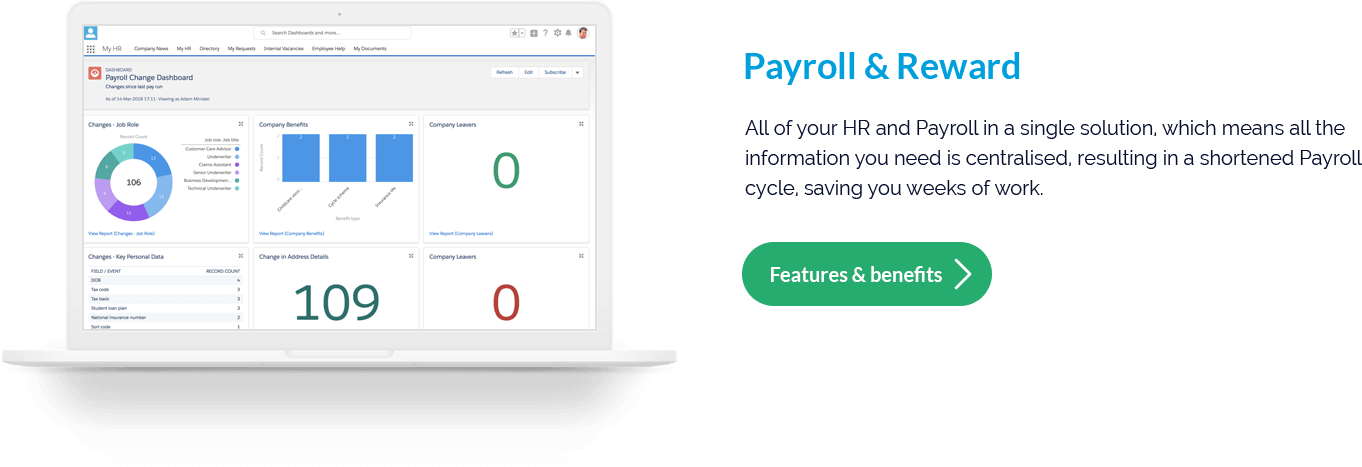 Search Dashboards and more...
My HR
Company News
My HR
Directory
My Requests
Internal Vacancies
Employee Help
My Documents
DASHBOARD
Payroll Change Dashboard
Changes since last pay run
As of 14-Mar-2018 17:11 Viewing as Adam Minister
Refresh
Edit
Subscribe
Changes - Job Role
Record Count
Job role: Job title
Customer Care Advisor
Underwriter
Claims Assistant
Senior Underwriter
Business Developmen...
Technical Underwriter
106
11
View Report (Changes - Job Role)
Company Benefits
Record Count
2 2 2
Cycle scheme
Insurance life
Benefit type
View Report (Company Benefits)
Company Leavers
0
View Report (Company Leavers)
Changes - Key Personal Data
FIELD / EVENT RECORD COUNT
DOB 4
Tax code 3
Tax basis 3
Student loan plan 3
National Insurance number 2
Sort code 1
Change in Address Details
109
Company Leavers
0
Payroll & Reward
All of your HR and Payroll in a single solution, which means all the
information you need is centralised, resulting in a shortened Payroll
cycle, saving you weeks of work.
Features & benefits